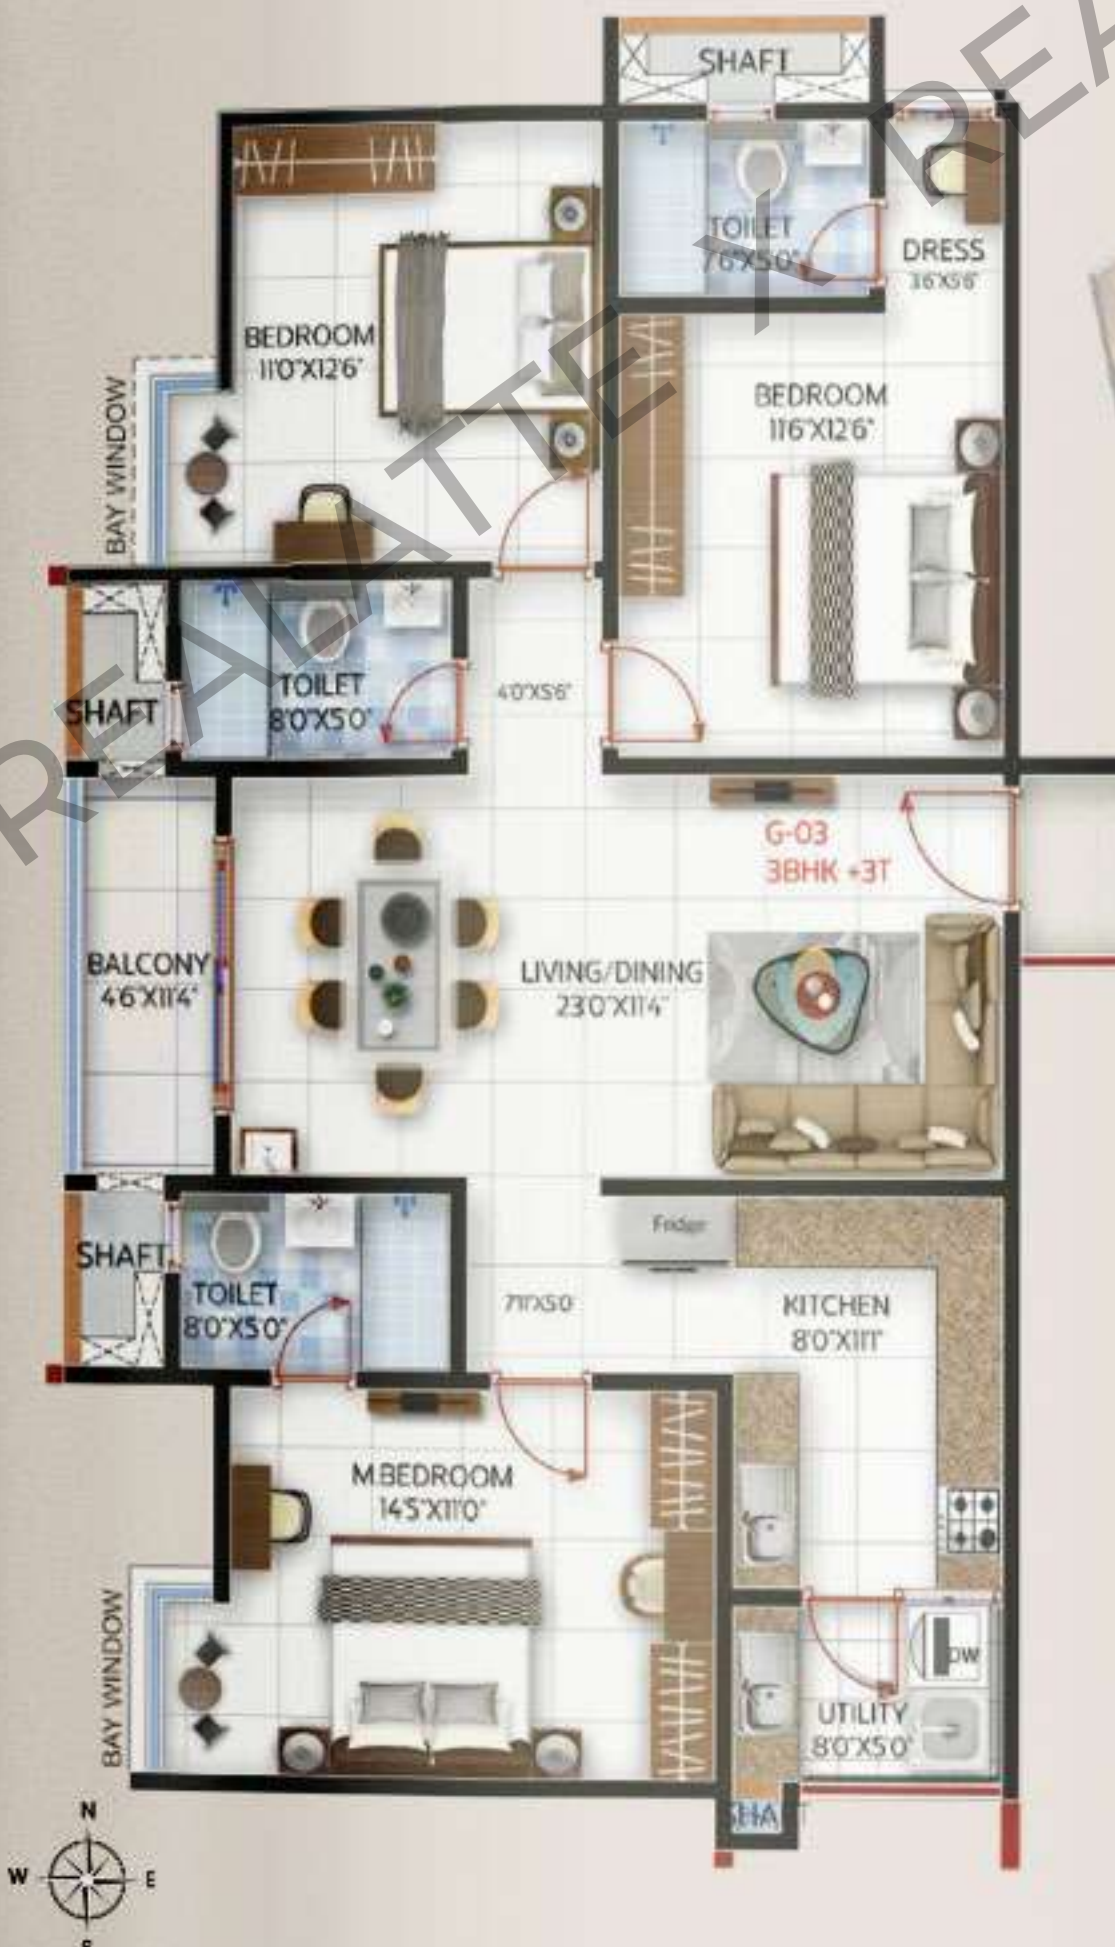 SHAFT
TOILET
7'6"X5'0"
DRESS
3'6"X5'6"
BEDROOM
11'0"X12'6"
BEDROOM
11'6"X12'6"
BAY WINDOW
SHAFT
TOILET
8'0"X5'0"
4'0"X5'6"
G-03
3BHK +3T
BALCONY
4'6"X11'4"
LIVING/DINING
23'0"X11'4"
SHAFT
TOILET
8'0"X5'0"
7'11"X5'0
Fridge
KITCHEN
8'0"X11'1"
M.BEDROOM
14'5"X11'0"
BAY WINDOW
DW
UTILITY
8'0"X5'0"
SHAFT
N
W E
S
REALATTE X REA